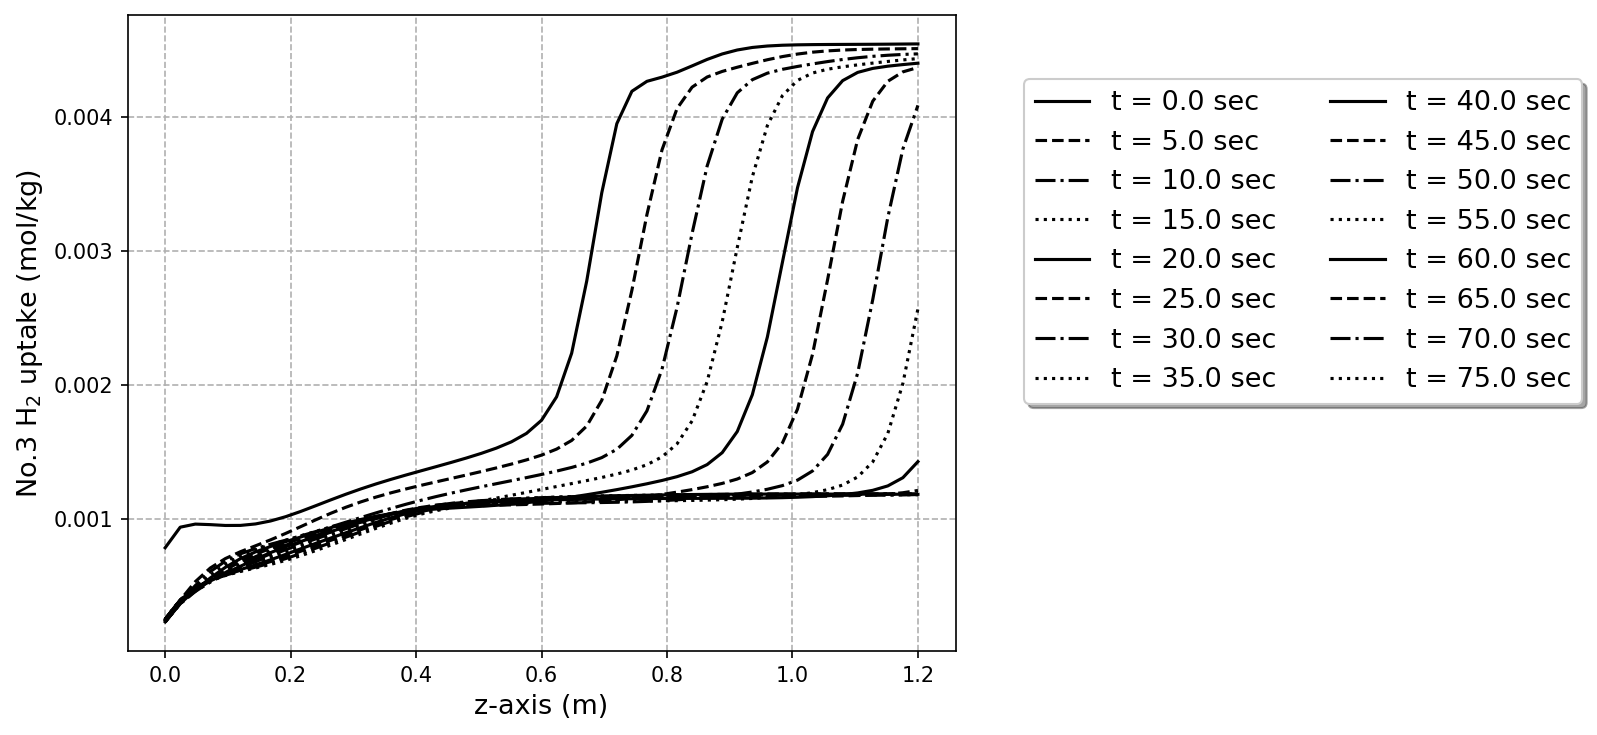 No.3 H₂ uptake (mol/kg)
0.004
0.003
0.002
0.001
0.0 0.2 0.4 0.6 0.8 1.0 1.2
z-axis (m)
t = 0.0 sec
t = 5.0 sec
t = 10.0 sec
t = 15.0 sec
t = 20.0 sec
t = 25.0 sec
t = 30.0 sec
t = 35.0 sec
t = 40.0 sec
t = 45.0 sec
t = 50.0 sec
t = 55.0 sec
t = 60.0 sec
t = 65.0 sec
t = 70.0 sec
t = 75.0 sec